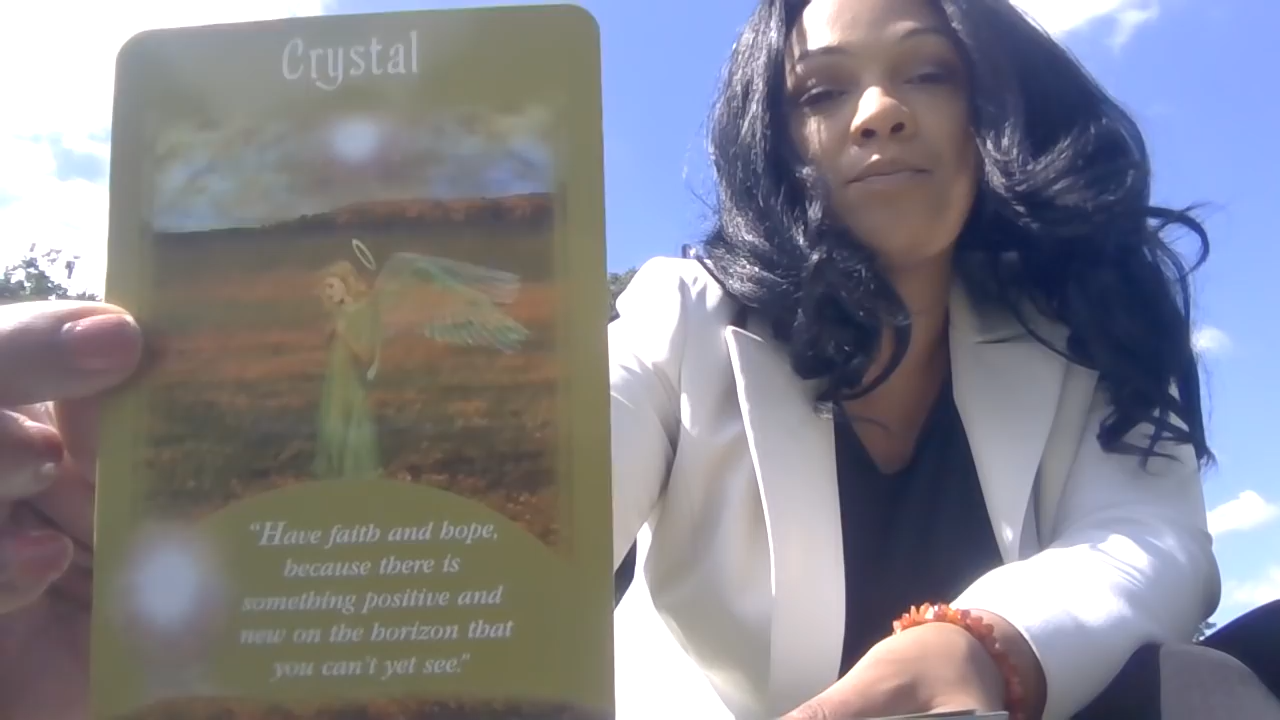 Crystal
"Have faith and hope,
because there is
something positive and
new on the horizon that
you can't yet see."